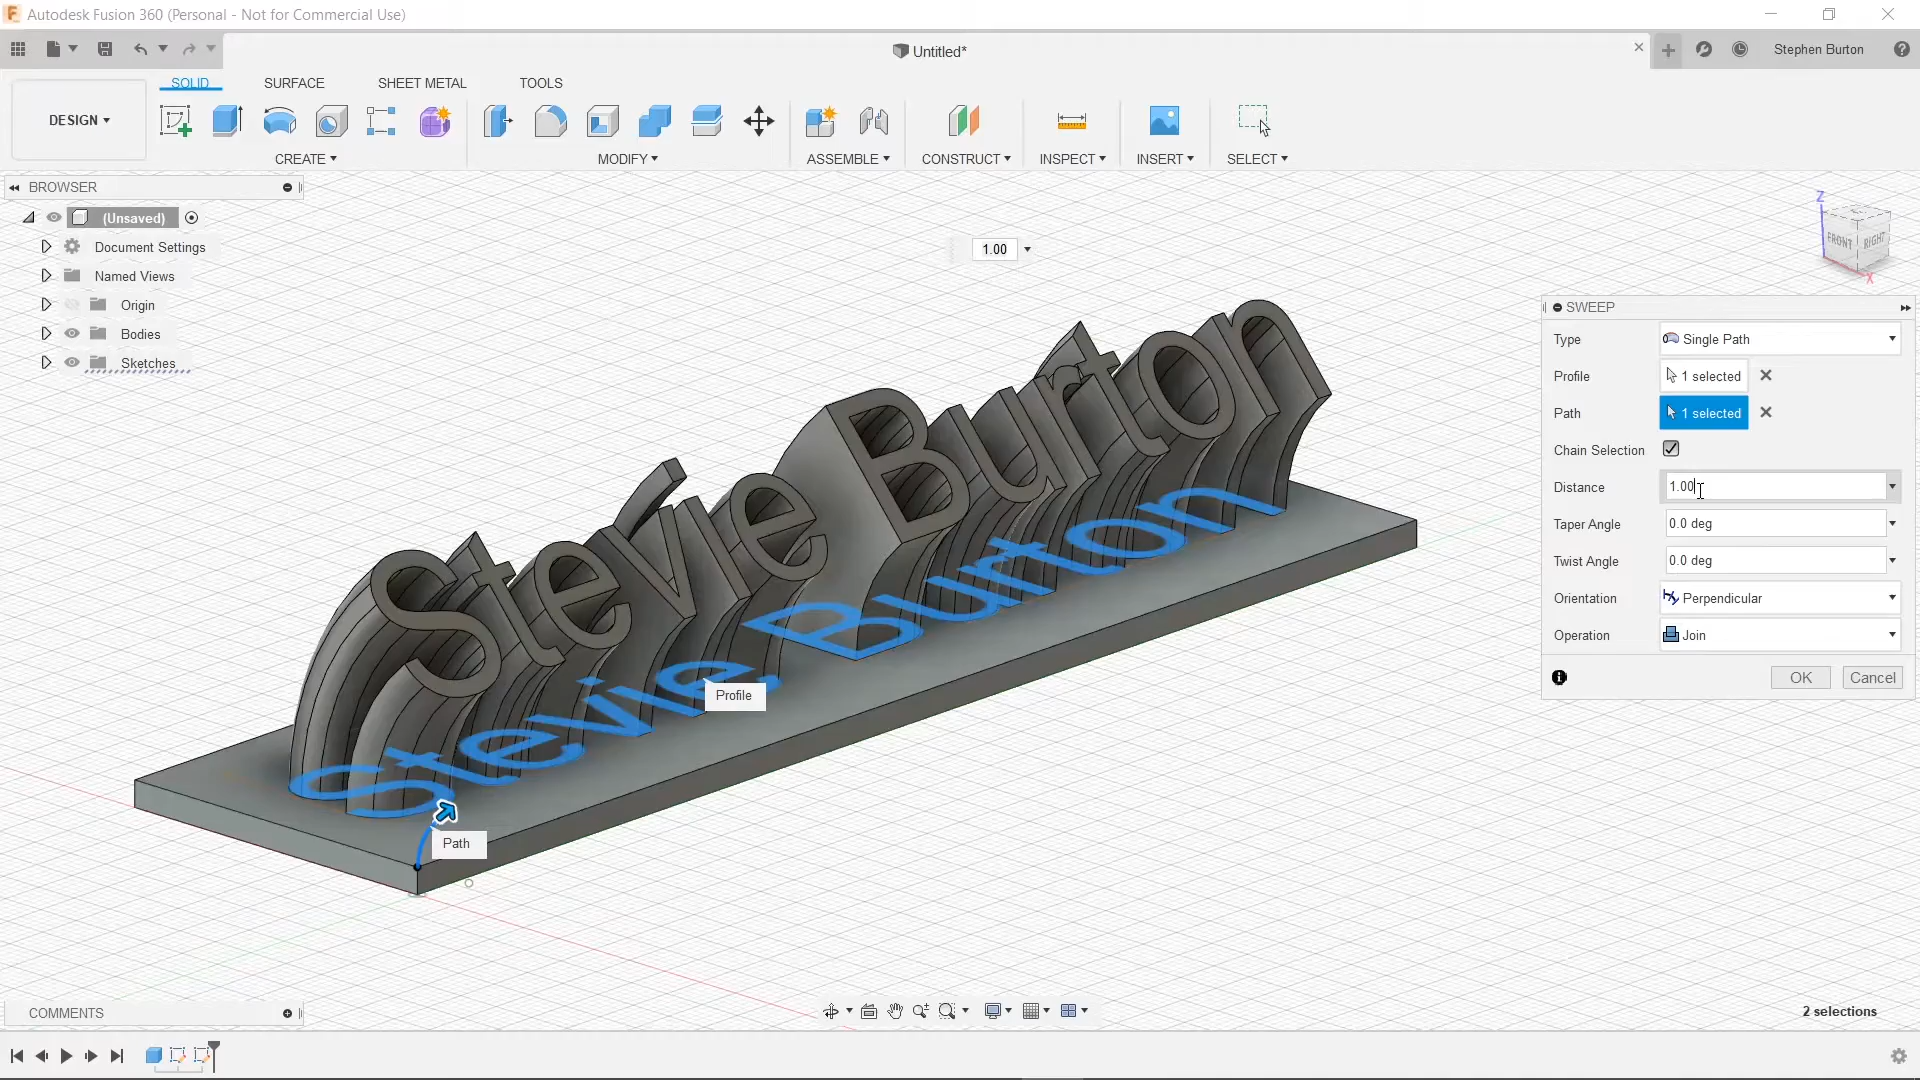 Autodesk Fusion 360 (Personal - Not for Commercial Use)
Untitled*
Stephen Burton
DESIGN
SOLID
SURFACE
SHEET METAL
TOOLS
CREATE
MODIFY
ASSEMBLE
CONSTRUCT
INSPECT
INSERT
SELECT
BROWSER
(Unsaved)
Document Settings
Named Views
Origin
Bodies
Sketches
1.00
Z
FRONT
RIGHT
X
SWEEP
Type
Single Path
Profile
1 selected
Path
1 selected
Chain Selection
Distance
1.00
Taper Angle
0.0 deg
Twist Angle
0.0 deg
Orientation
Perpendicular
Operation
Join
OK
Cancel
Stevie Burton
Stevie Burton
Profile
Path
COMMENTS
2 selections